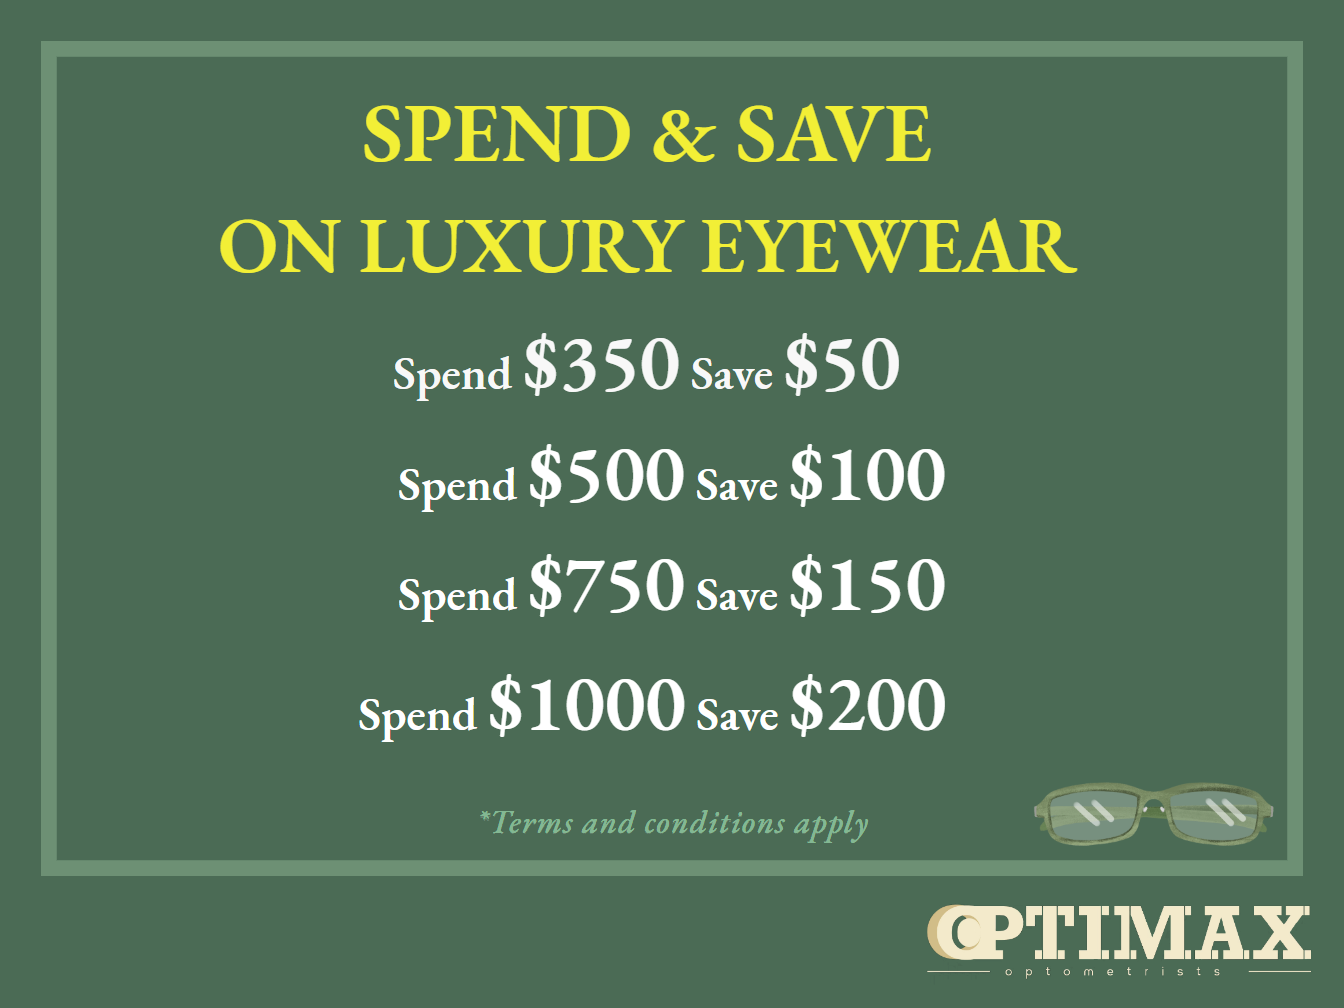 SPEND & SAVE
ON LUXURY EYEWEAR
Spend $350 Save $50
Spend $500 Save $100
Spend $750 Save $150
Spend $1000 Save $200
*Terms and conditions apply
OPTIMAX
optometrists